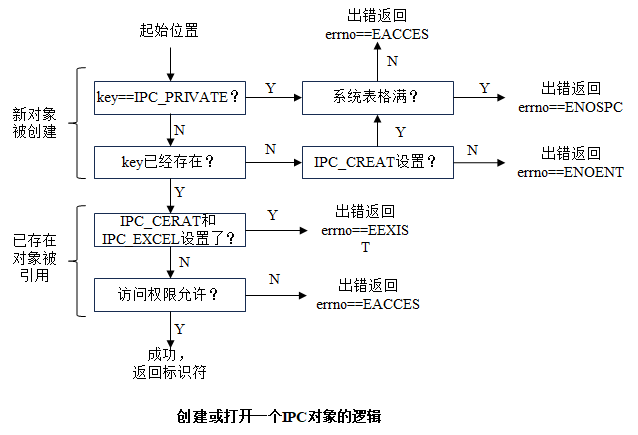 起始位置
出错返回
errno==EACCES
N
新对象
被创建
key==IPC_PRIVATE？
Y
系统表格满？
Y
出错返回
errno==ENOSPC
N
Y
key已经存在？
N
IPC_CREAT设置？
N
出错返回
errno==ENOENT
Y
已存在
对象被
引用
IPC_CERAT和
IPC_EXCEL设置了？
Y
出错返回
errno==EEXIS
T
N
访问权限允许？
N
出错返回
errno==EACCES
Y
成功，
返回标识符
创建或打开一个IPC对象的逻辑